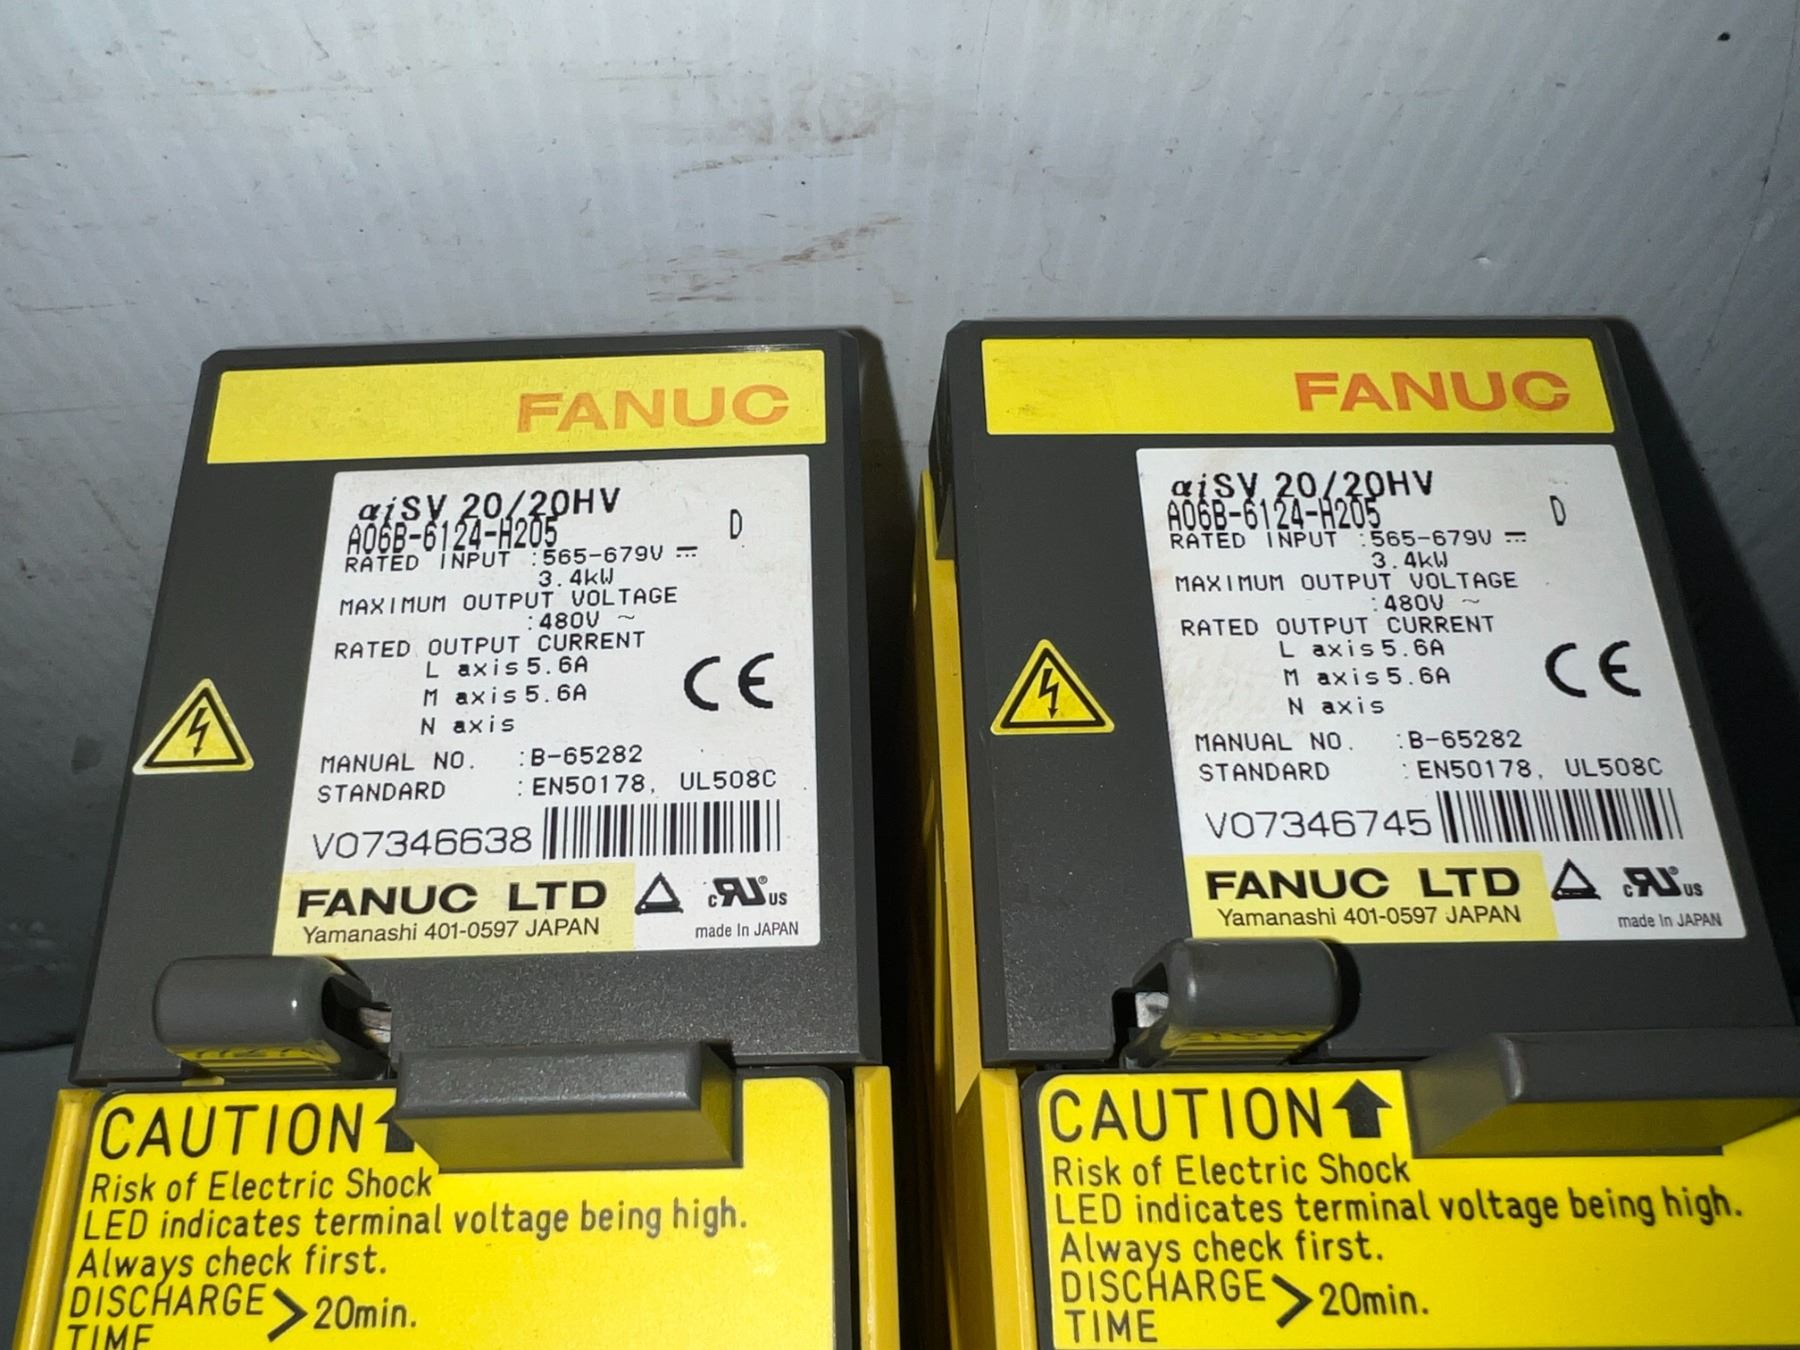 FANUC
αiSV 20/20HV
A06B-6124-H205 D
RATED INPUT :565-679V ⎓
3.4kW
MAXIMUM OUTPUT VOLTAGE
:480V ~
RATED OUTPUT CURRENT
L axis 5.6A
M axis 5.6A
N axis
CE
MANUAL NO. :B-65282
STANDARD :EN50178, UL508C
V07346638
FANUC LTD
Yamanashi 401-0597 JAPAN
c RU US
made In JAPAN
CAUTION
Risk of Electric Shock
LED indicates terminal voltage being high.
Always check first.
DISCHARGE > 20min.
TIME
FANUC
αiSV 20/20HV
A06B-6124-H205 D
RATED INPUT :565-679V ⎓
3.4kW
MAXIMUM OUTPUT VOLTAGE
:480V ~
RATED OUTPUT CURRENT
L axis 5.6A
M axis 5.6A
N axis
CE
MANUAL NO. :B-65282
STANDARD :EN50178, UL508C
V07346745
FANUC LTD
Yamanashi 401-0597 JAPAN
c RU US
made In JAPAN
CAUTION
Risk of Electric Shock
LED indicates terminal voltage being high.
Always check first.
DISCHARGE > 20min.
TIME